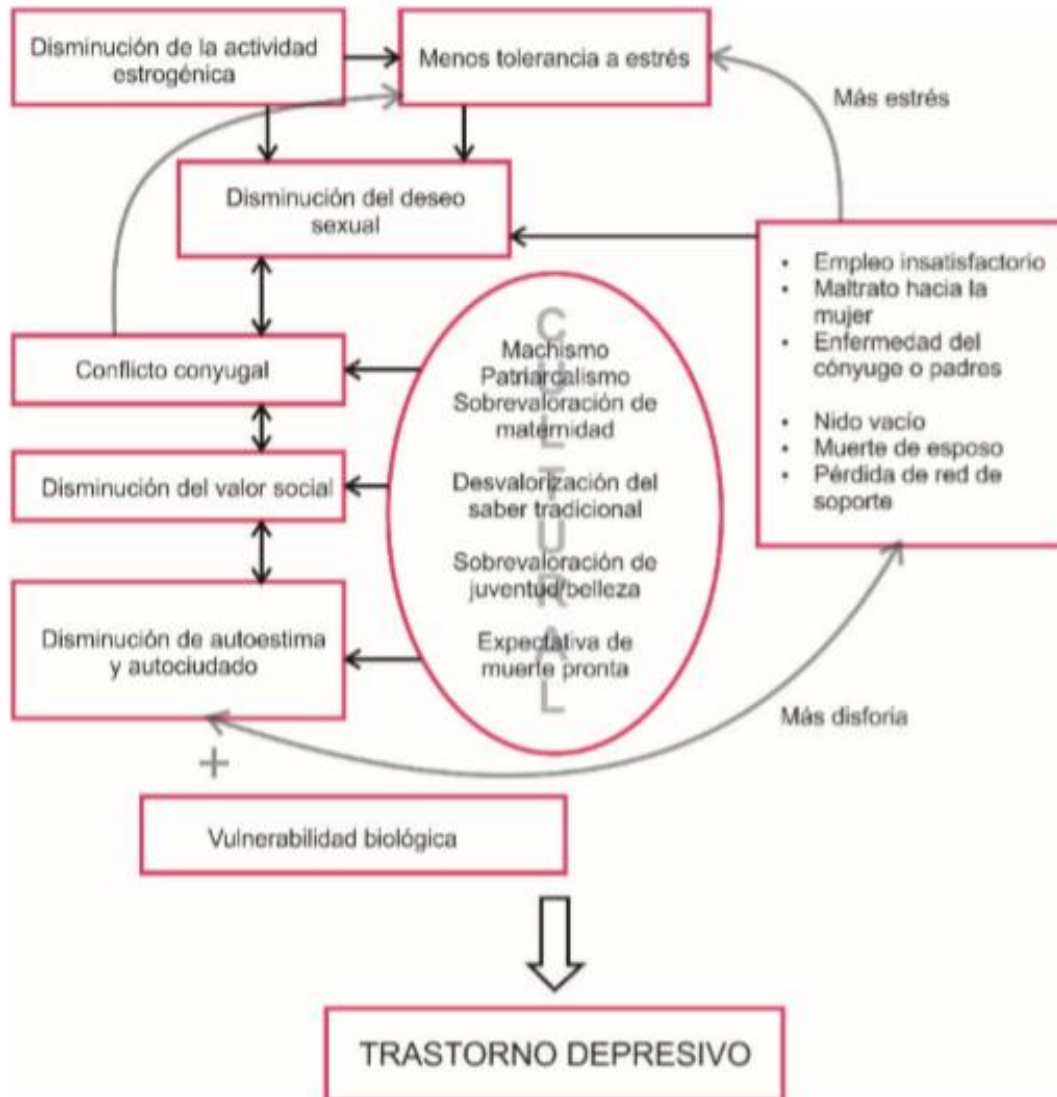 Disminución de la actividad
estrogénica
Menos tolerancia a estrés
Más estrés
Disminución del deseo
sexual
• Empleo insatisfactorio
• Maltrato hacia la
mujer
• Enfermedad del
cónyuge o padres
• Nido vacío
• Muerte de esposo
• Pérdida de red de
soporte
Conflicto conyugal
Disminución del valor social
Disminución de autoestima
y autociudado
CULTURAL
Machismo
Patriarcalismo
Sobrevaloración de
maternidad
Desvalorización del
saber tradicional
Sobrevaloración de
juventud/belleza
Expectativa de
muerte pronta
Más disforia
+
Vulnerabilidad biológica
TRASTORNO DEPRESIVO